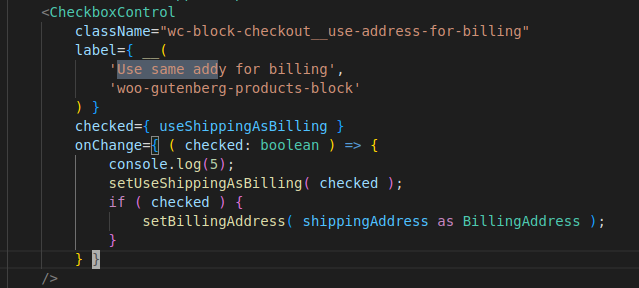 <CheckboxControl
className="wc-block-checkout__use-address-for-billing"
label={ __(
'Use same addy for billing',
'woo-gutenberg-products-block'
) }
checked={ useShippingAsBilling }
onChange={ ( checked: boolean ) => {
console.log(5);
setUseShippingAsBilling( checked );
if ( checked ) {
setBillingAddress( shippingAddress as BillingAddress );
}
} }
/>